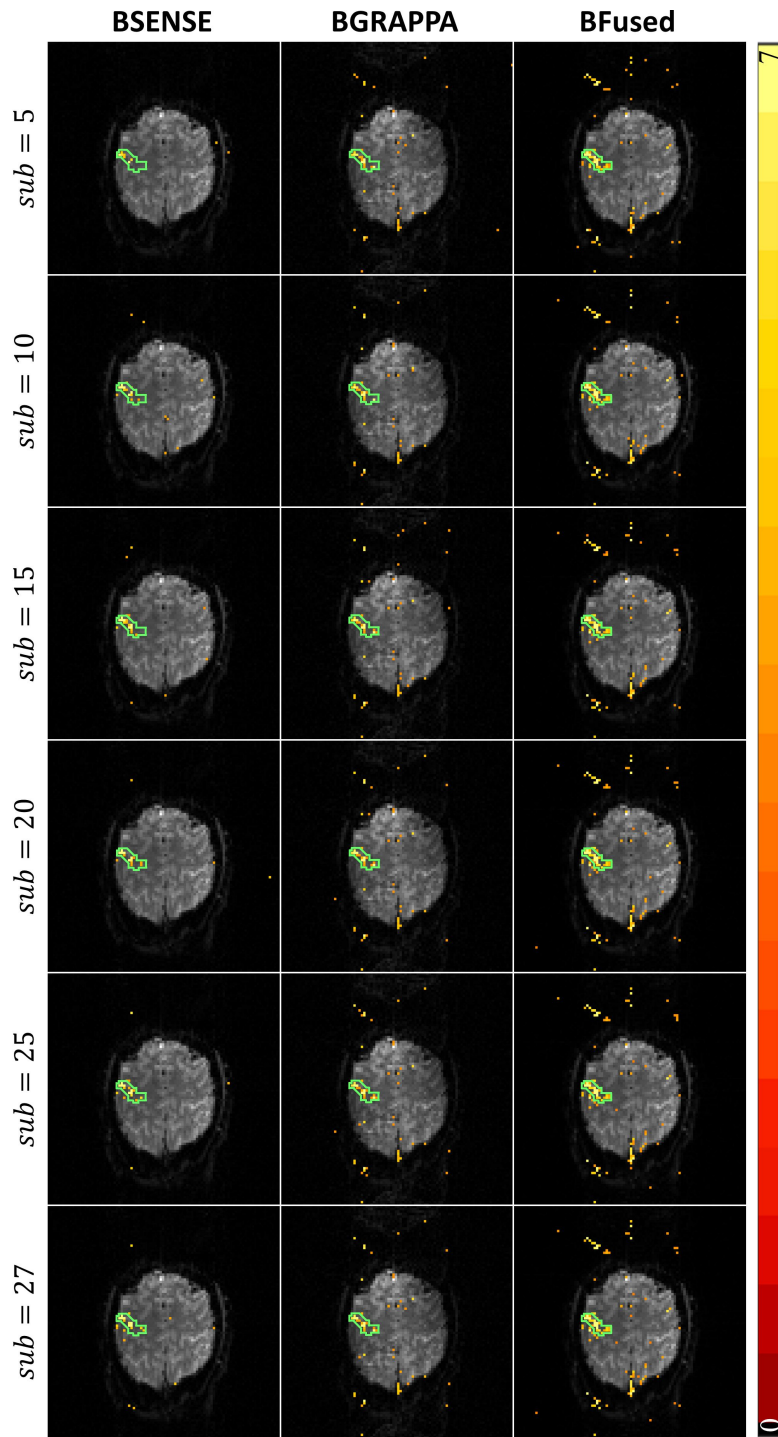 BSENSE BGRAPPA BFused
7
sub = 5
sub = 10
sub = 15
sub = 20
sub = 25
sub = 27
0